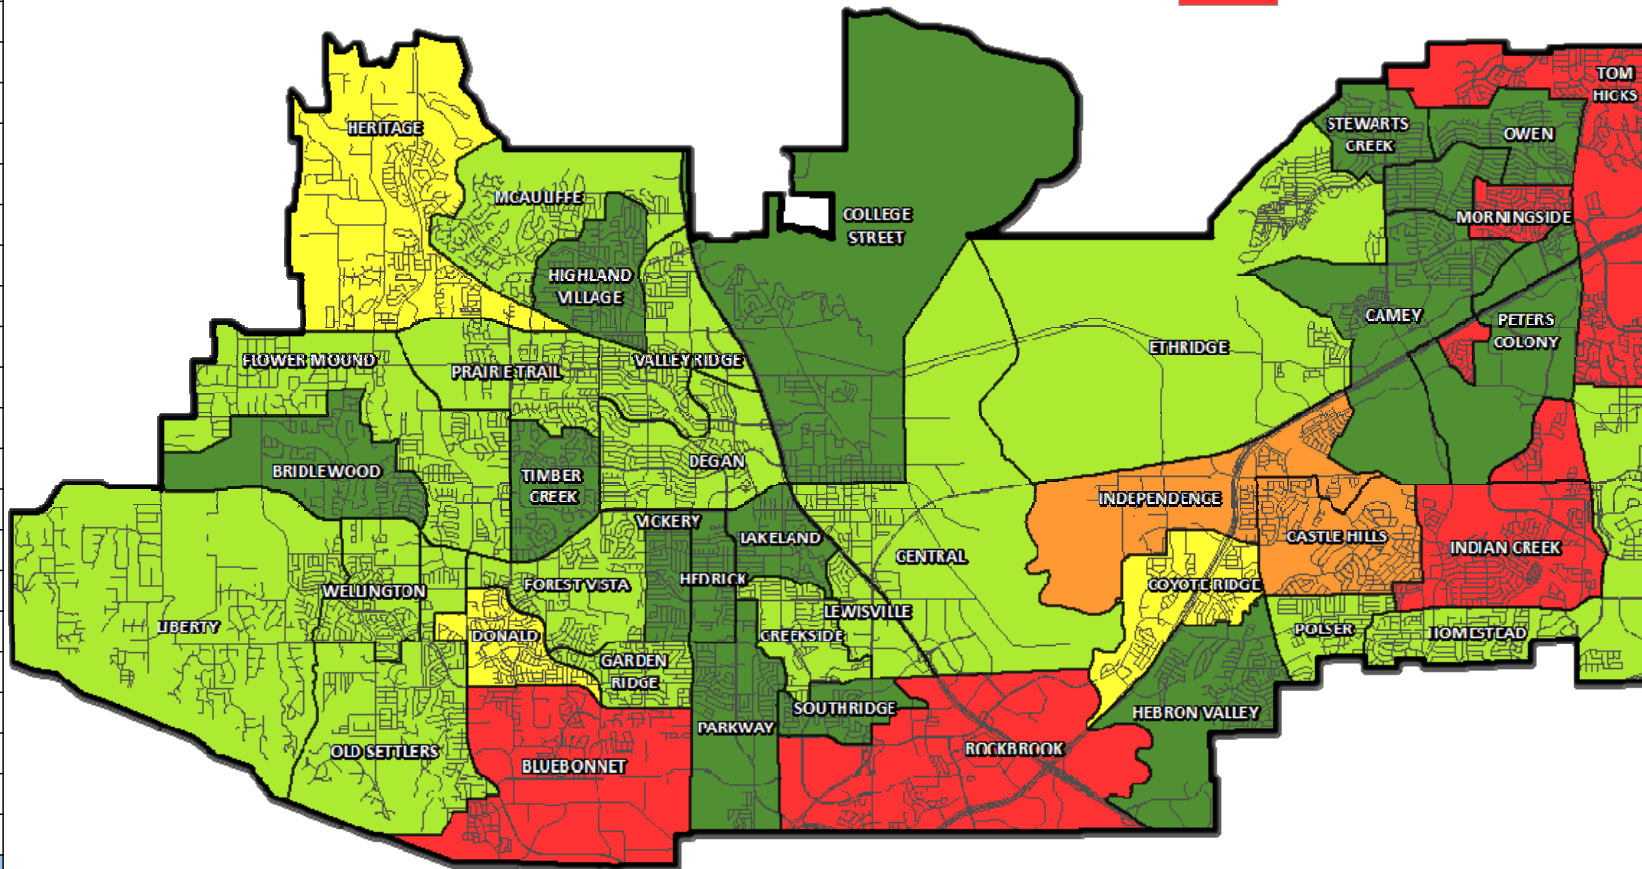 TOM
HICKS
HERITAGE
STEWARTS
CREEK
OWEN
MCAULIFFE
COLLEGE
STREET
MORNINGSIDE
HIGHLAND
VILLAGE
CAMEY
PETERS
COLONY
FLOWER MOUND
PRAIRIE TRAIL
VALLEY RIDGE
ETHRIDGE
BRIDLEWOOD
TIMBER
CREEK
DEGAN
INDEPENDENCE
VICKERY
LAKELAND
CENTRAL
CASTLE HILLS
INDIAN CREEK
WELLINGTON
FOREST VISTA
HEDRICK
COYOTE RIDGE
LIBERTY
DONALD
CREEKSIDE
LEWISVILLE
POLSER
HOMESTEAD
GARDEN
RIDGE
SOUTHRIDGE
HEBRON VALLEY
OLD SETTLERS
BLUEBONNET
PARKWAY
ROCKBROOK